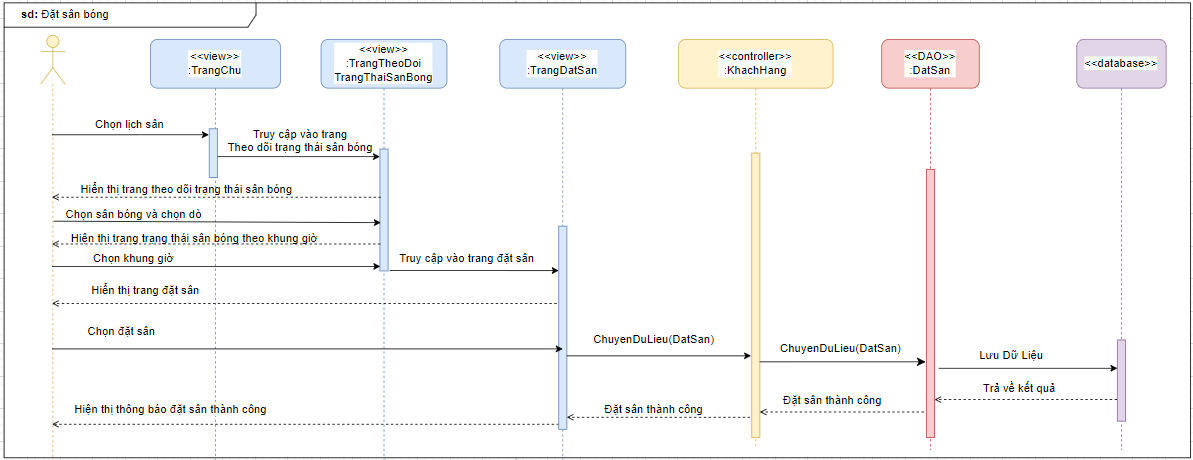 sd: Đặt sân bóng
<<view>>
:TrangChu
<<view>>
:TrangTheoDoi
TrangThaiSanBong
<<view>>
:TrangDatSan
<<controller>>
:KhachHang
<<DAO>>
:DatSan
<<database>>
Chọn lịch sân
Truy cập vào trang
Theo dõi trạng thái sân bóng
Hiển thị trang theo dõi trạng thái sân bóng
Chọn sân bóng và chọn dò
Hiện thị trang trang thái sân bóng theo khung giờ
Chọn khung giờ
Truy cập vào trang đặt sân
Hiển thị trang đặt sân
Chọn đặt sân
ChuyenDuLieu(DatSan)
ChuyenDuLieu(DatSan)
Lưu Dữ Liệu
Trả về kết quả
Đặt sân thành công
Đặt sân thành công
Hiện thị thông báo đặt sân thành công